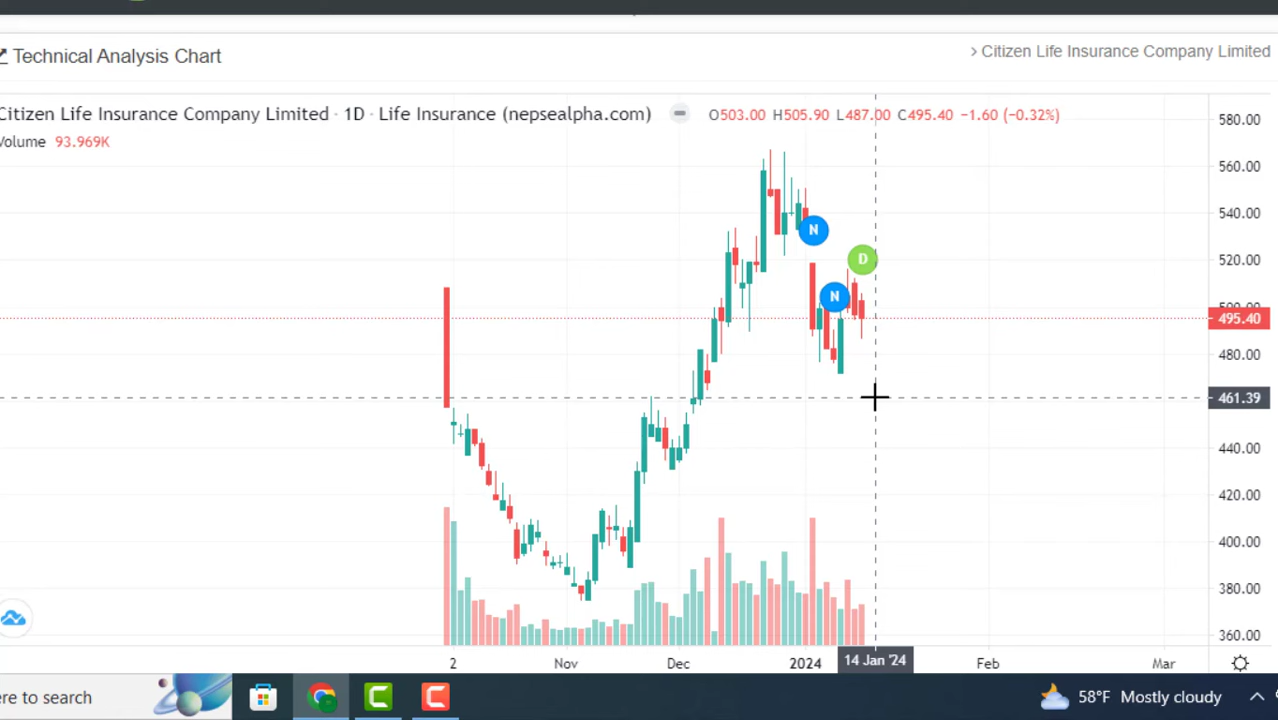 Technical Analysis Chart
› Citizen Life Insurance Company Limited
Citizen Life Insurance Company Limited · 1D · Life Insurance (nepsealpha.com) O503.00 H505.90 L487.00 C495.40 −1.60 (−0.32%)
Volume 93.969K
580.00
560.00
540.00
N
520.00
D
N
500.00
495.40
480.00
461.39
440.00
420.00
400.00
380.00
360.00
2 Nov Dec 2024 14 Jan '24 Feb Mar
ere to search
58°F Mostly cloudy